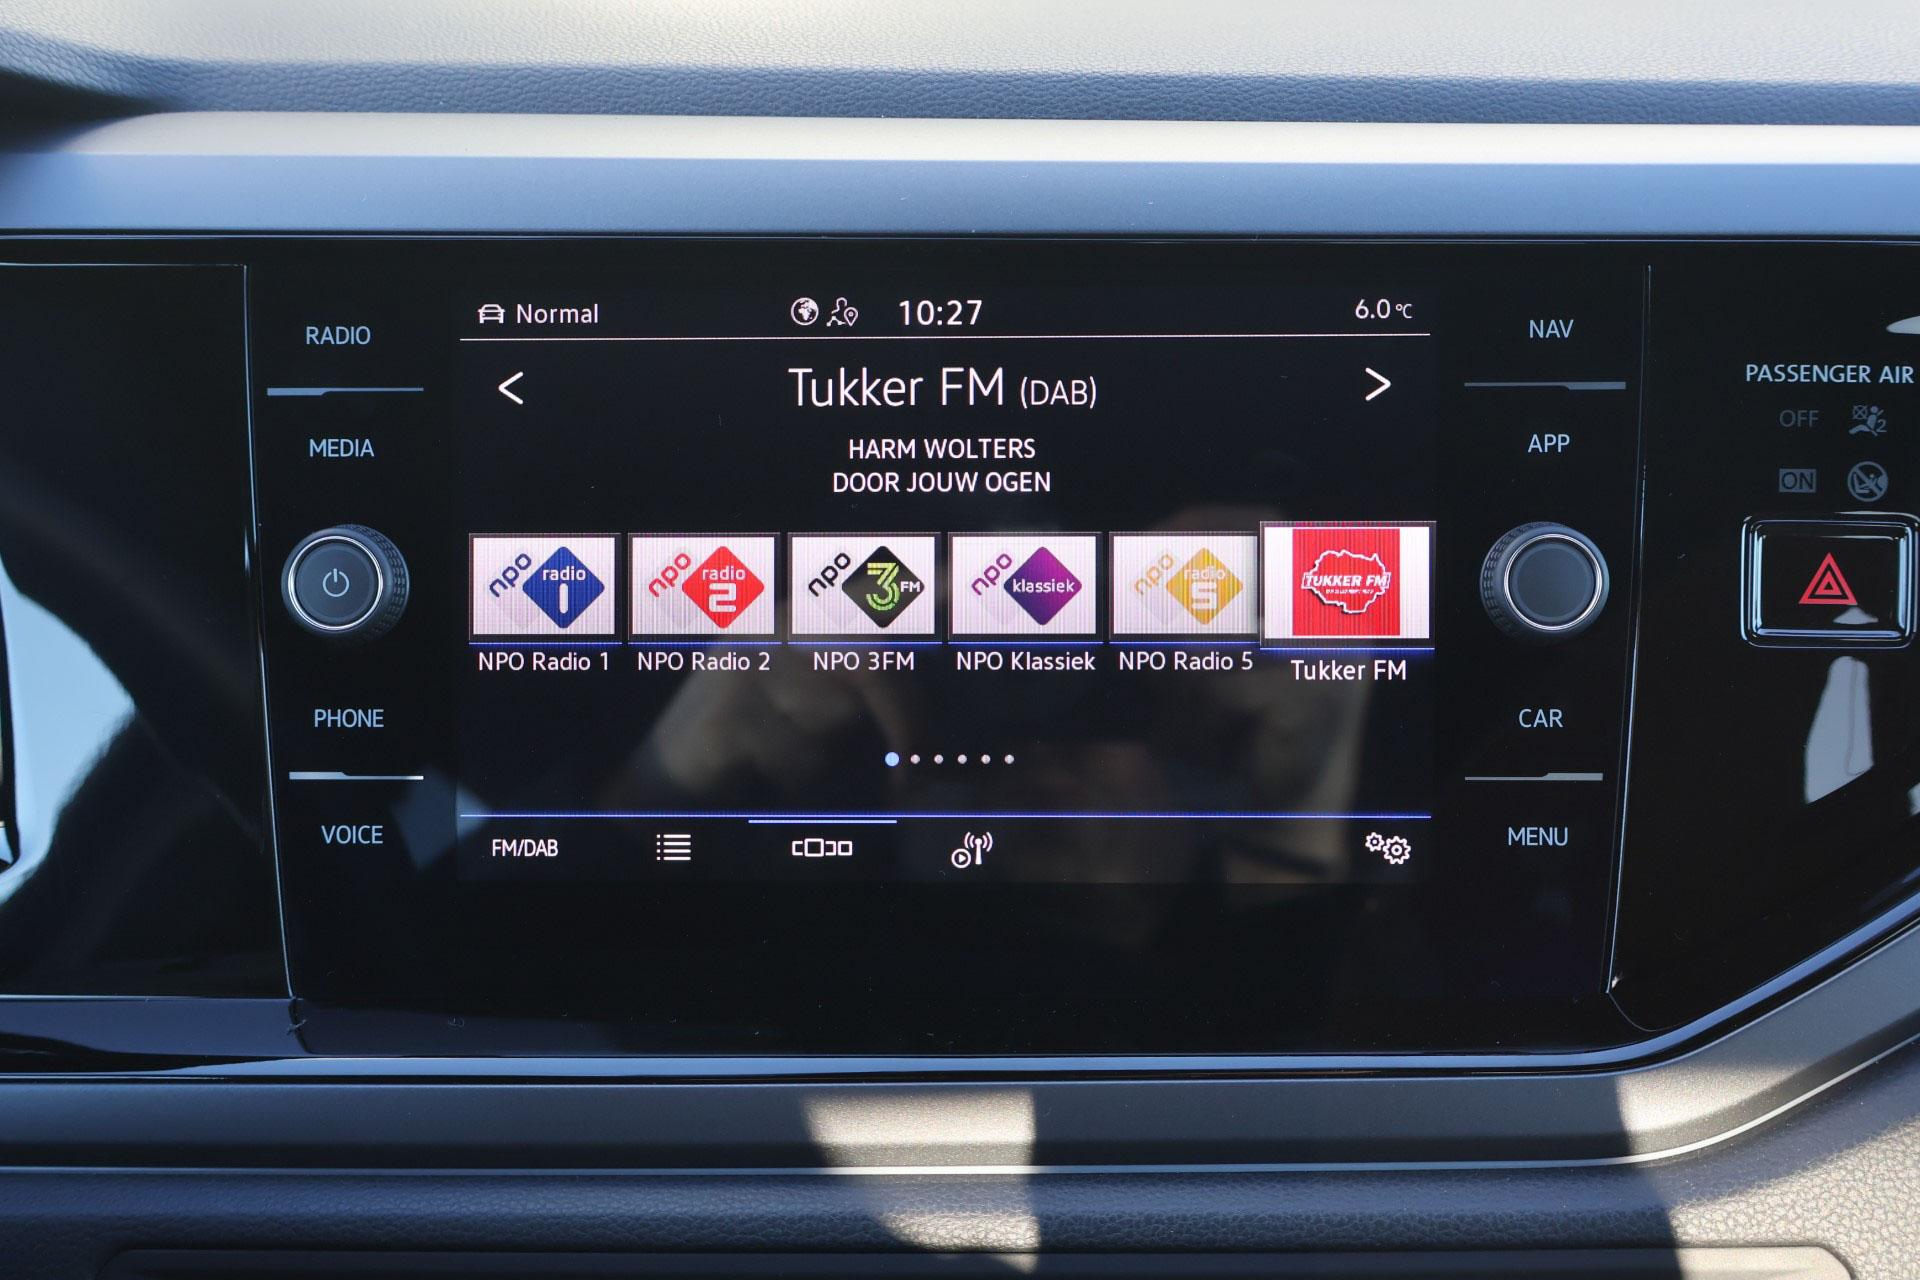 Normal
10:27
6.0 °C
RADIO
NAV
< Tukker FM (DAB) >
PASSENGER AIR
MEDIA
APP
OFF
2
HARM WOLTERS
DOOR JOUW OGEN
ON
npo radio 1
npo radio 2
npo 3FM
npo klassiek
npo radio 5
TUKKER FM
NPO Radio 1
NPO Radio 2
NPO 3FM
NPO Klassiek
NPO Radio 5
Tukker FM
PHONE
CAR
VOICE
MENU
FM/DAB